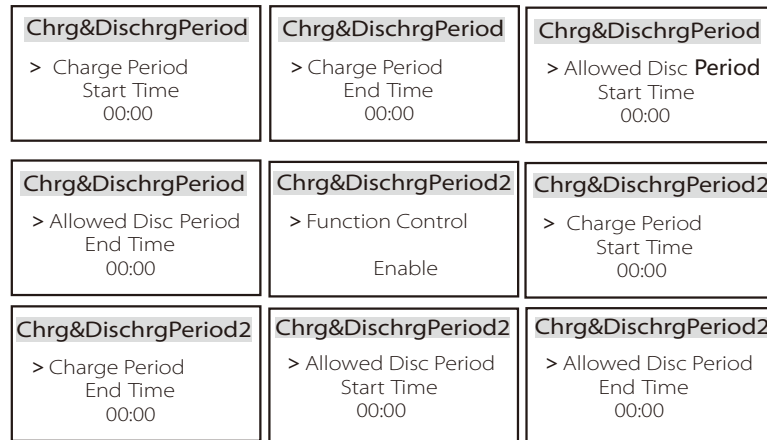 Chrg&DischrgPeriod
> Charge Period
Start Time
00:00
Chrg&DischrgPeriod
> Charge Period
End Time
00:00
Chrg&DischrgPeriod
> Allowed Disc Period
Start Time
00:00
Chrg&DischrgPeriod
> Allowed Disc Period
End Time
00:00
Chrg&DischrgPeriod2
> Function Control
Enable
Chrg&DischrgPeriod2
> Charge Period
Start Time
00:00
Chrg&DischrgPeriod2
> Charge Period
End Time
00:00
Chrg&DischrgPeriod2
> Allowed Disc Period
Start Time
00:00
Chrg&DischrgPeriod2
> Allowed Disc Period
End Time
00:00